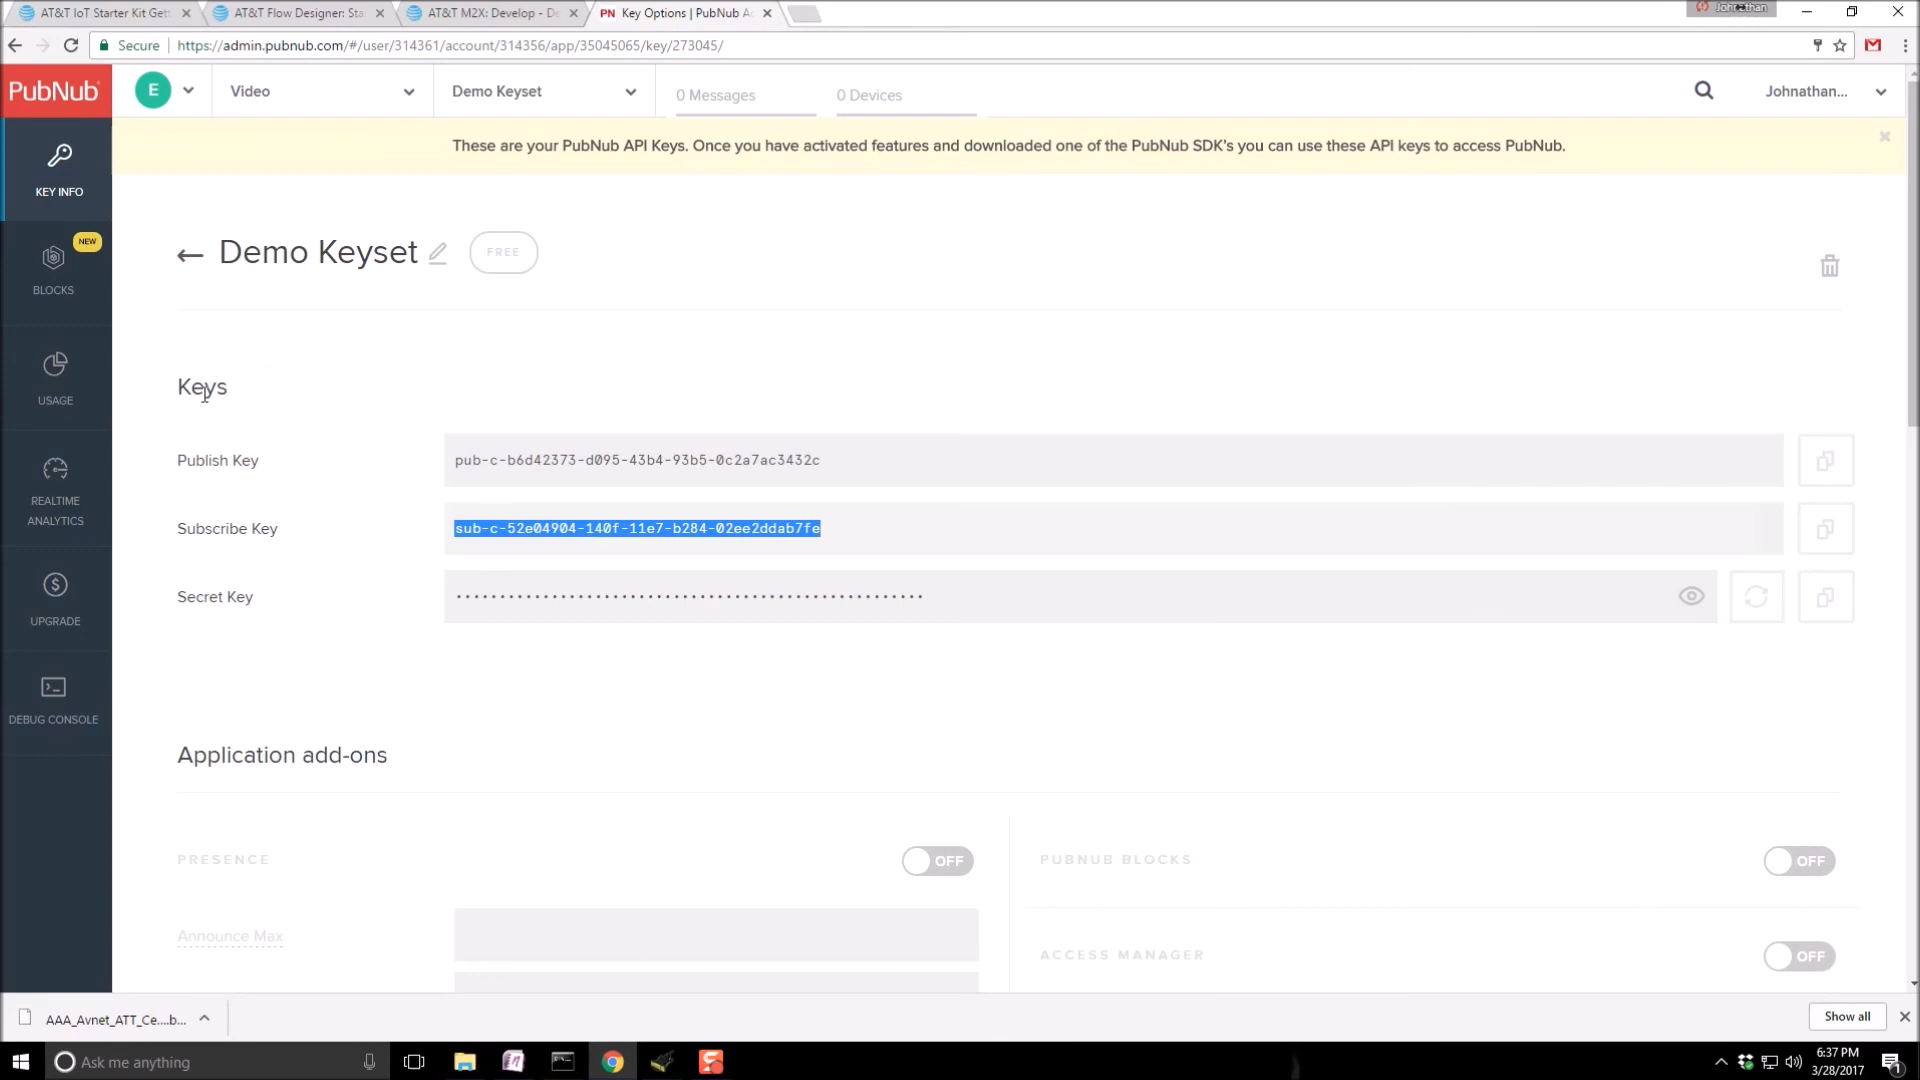 AT&T IoT Starter Kit Gett
AT&T Flow Designer: Sta
AT&T M2X: Develop - De
PN Key Options | PubNub A
Johnathan
Secure
https://admin.pubnub.com/#/user/314361/account/314356/app/35045065/key/273045/
PubNub
E
Video
Demo Keyset
0 Messages
0 Devices
Johnathan...
These are your PubNub API Keys. Once you have activated features and downloaded one of the PubNub SDK's you can use these API keys to access PubNub.
KEY INFO
NEW
BLOCKS
USAGE
REALTIME
ANALYTICS
UPGRADE
DEBUG CONSOLE
Demo Keyset
FREE
Keys
Publish Key
pub-c-b6d42373-d095-43b4-93b5-0c2a7ac3432c
Subscribe Key
sub-c-52e04904-140f-11e7-b284-02ee2ddab7fe
Secret Key
Application add-ons
PRESENCE
OFF
PUBNUB BLOCKS
OFF
Announce Max
ACCESS MANAGER
OFF
AAA_Avnet_ATT_Ce....b...
Show all
Ask me anything
6:37 PM
3/28/2017
1